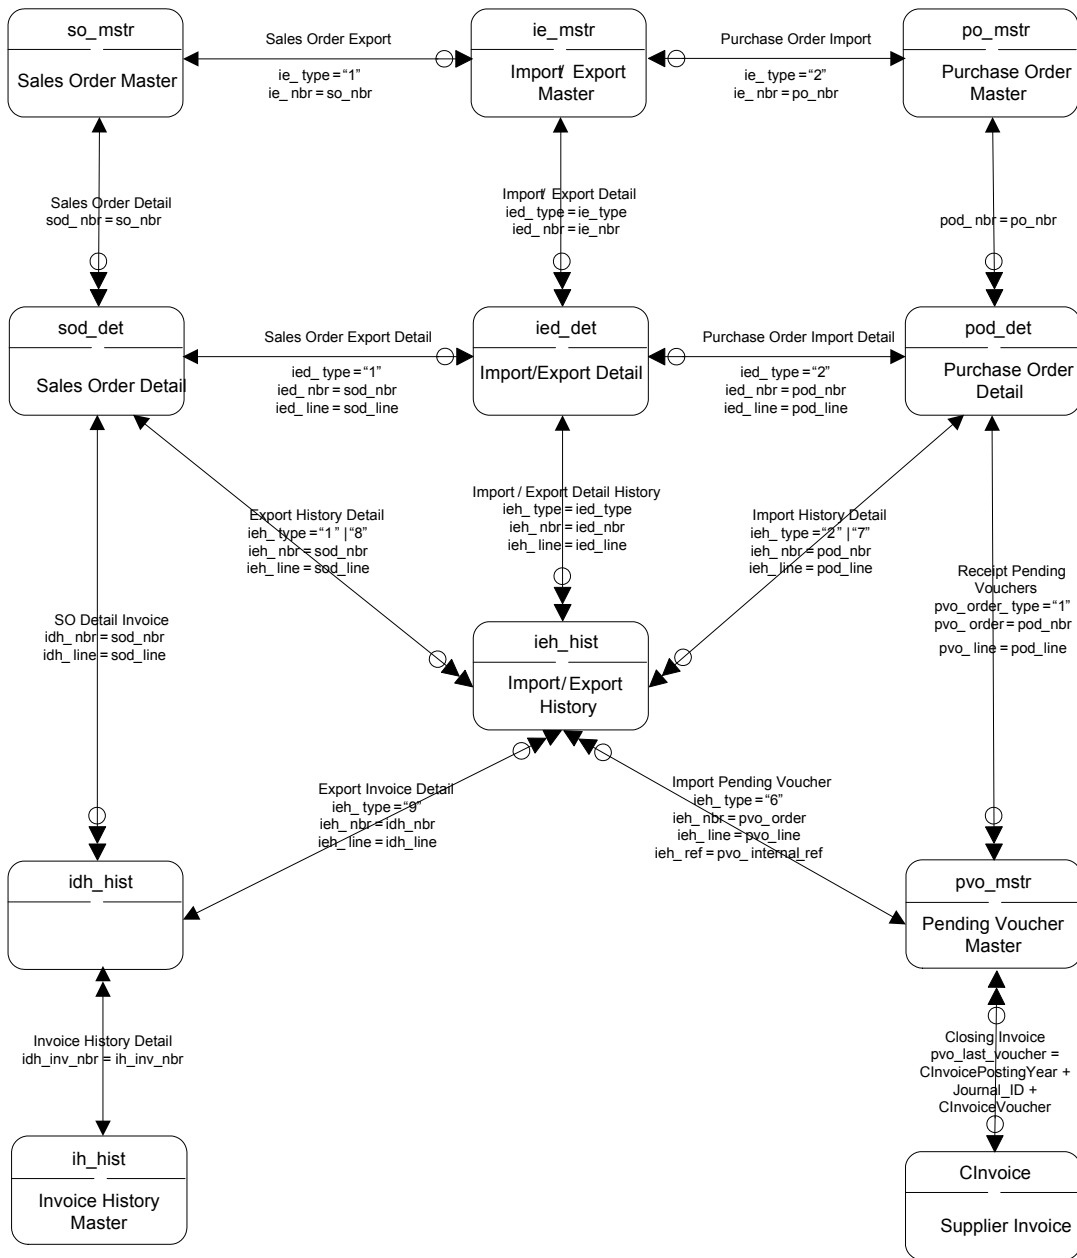 so_mstr
Sales Order Master
Sales Order Export
ie_ type = “1”
ie_ nbr = so_nbr
ie_mstr
Import/ Export
Master
Purchase Order Import
ie_ type = “2”
ie_ nbr = po_nbr
po_mstr
Purchase Order
Master
Sales Order Detail
sod_ nbr = so_nbr
Import/ Export Detail
ied_ type = ie_type
ied_ nbr = ie_nbr
pod_ nbr = po_nbr
sod_det
Sales Order Detail
Sales Order Export Detail
ied_ type = “1”
ied_ nbr = sod_nbr
ied_ line = sod_line
ied_det
Import/Export Detail
Purchase Order Import Detail
ied_ type = “2”
ied_ nbr = pod_nbr
ied_ line = pod_line
pod_det
Purchase Order
Detail
Export History Detail
ieh_ type = “1” | “8”
ieh_ nbr = sod_nbr
ieh_ line = sod_line
Import / Export Detail History
ieh_ type = ied_type
ieh_ nbr = ied_nbr
ieh_ line = ied_line
Import History Detail
ieh_ type = “2” | “7”
ieh_ nbr = pod_nbr
ieh_ line = pod_line
SO Detail Invoice
idh_ nbr = sod_nbr
idh_ line = sod_line
Receipt Pending
Vouchers
pvo_ order_ type = “1”
pvo_ order = pod_nbr
pvo_ line = pod_line
ieh_hist
Import/ Export
History
Export Invoice Detail
ieh_ type = “9”
ieh_ nbr = idh_nbr
ieh_ line = idh_line
Import Pending Voucher
ieh_ type = “6”
ieh_ nbr = pvo_order
ieh_ line = pvo_line
ieh_ ref = pvo_internal_ref
idh_hist
pvo_mstr
Pending Voucher
Master
Invoice History Detail
idh_inv_nbr = ih_inv_nbr
Closing Invoice
pvo_last_voucher =
CInvoicePostingYear +
Journal_ID +
CInvoiceVoucher
ih_hist
Invoice History
Master
CInvoice
Supplier Invoice